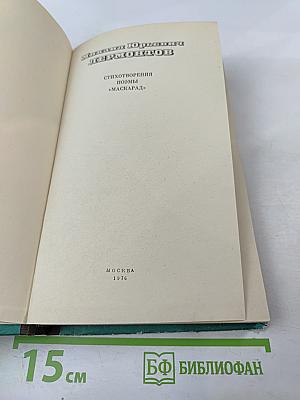 Михаил Юрьевич
ЛЕРМОНТОВ
СТИХОТВОРЕНИЯ
ПОЭМЫ
«МАСКАРАД»
МОСКВА
1976
15 см
БФ БИБЛИОФАН